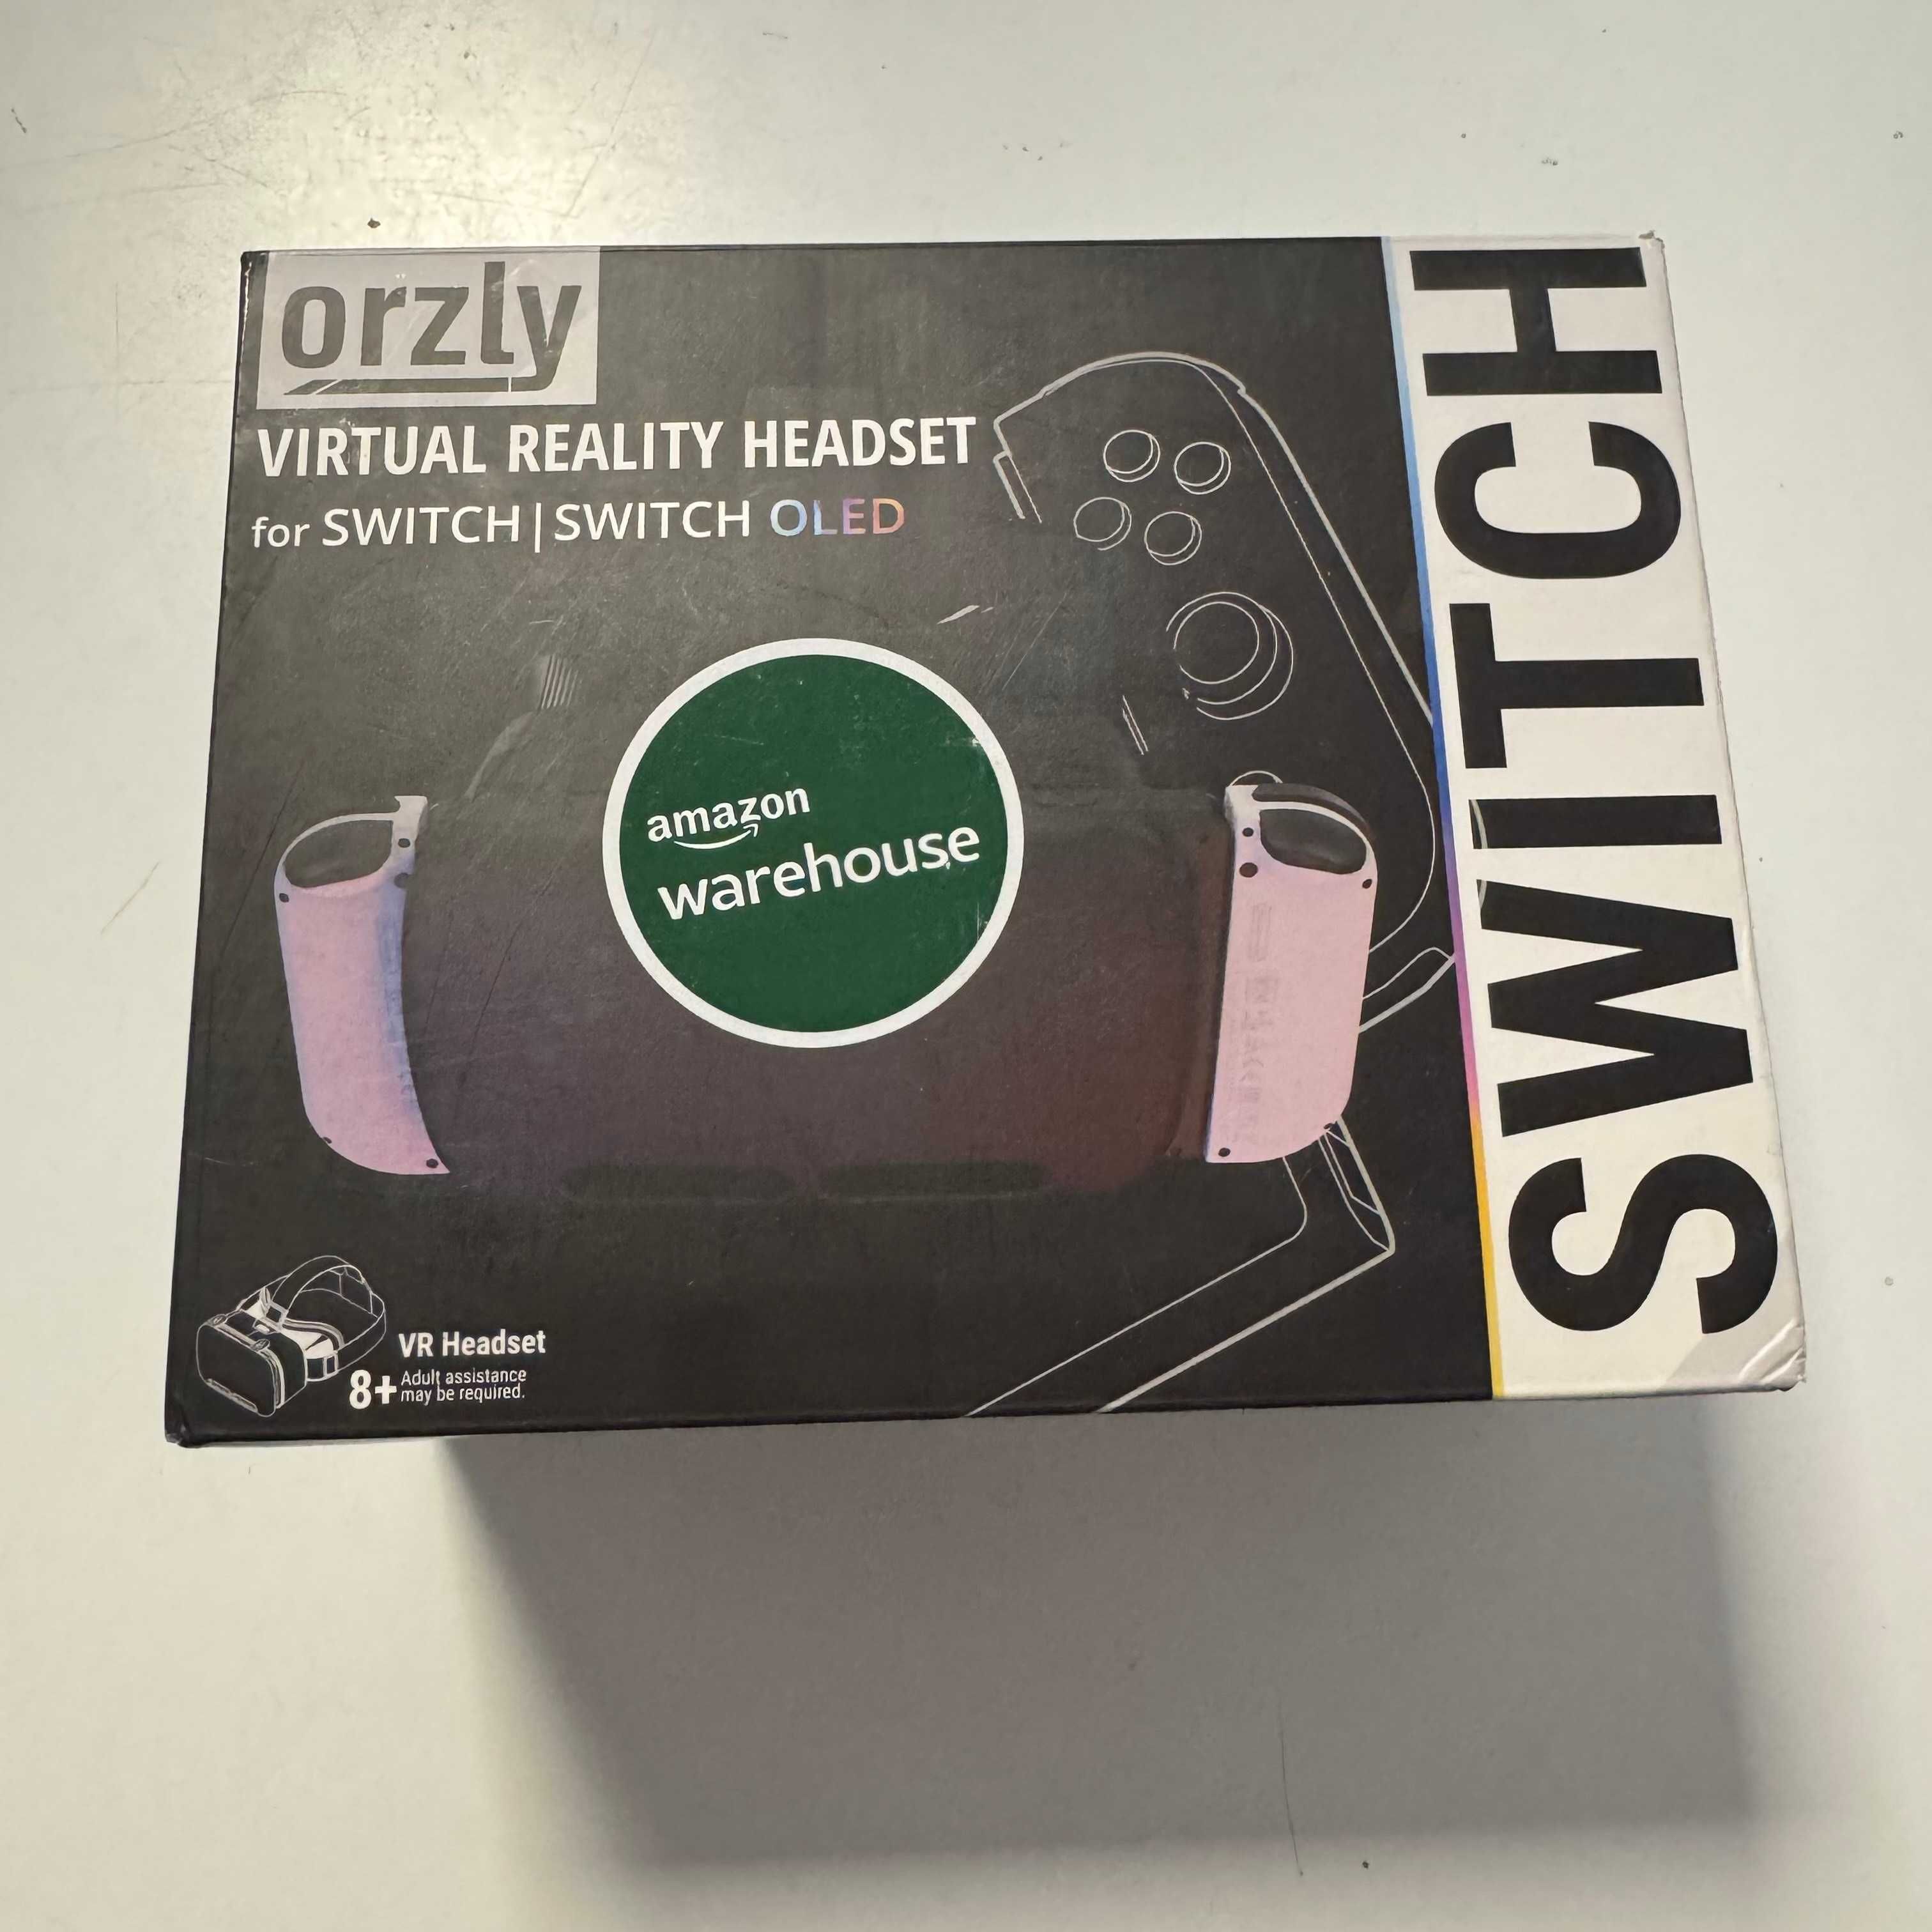 orzly
VIRTUAL REALITY HEADSET
for SWITCH | SWITCH OLED
SWITCH
amazon
warehouse
VR Headset
8+ Adult assistance
may be required.